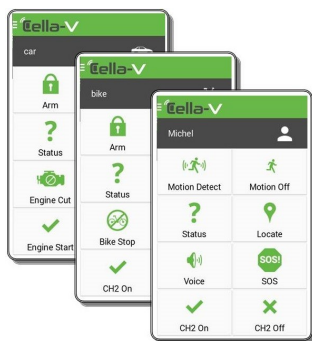 Cella-V
car
Arm
Status
Engine Cut
Engine Start
Cella-V
bike
Arm
Status
Bike Stop
CH2 On
Cella-V
Michel
Motion Detect
Motion Off
?
Status
Locate
Voice
SOS!
SOS
CH2 On
CH2 Off